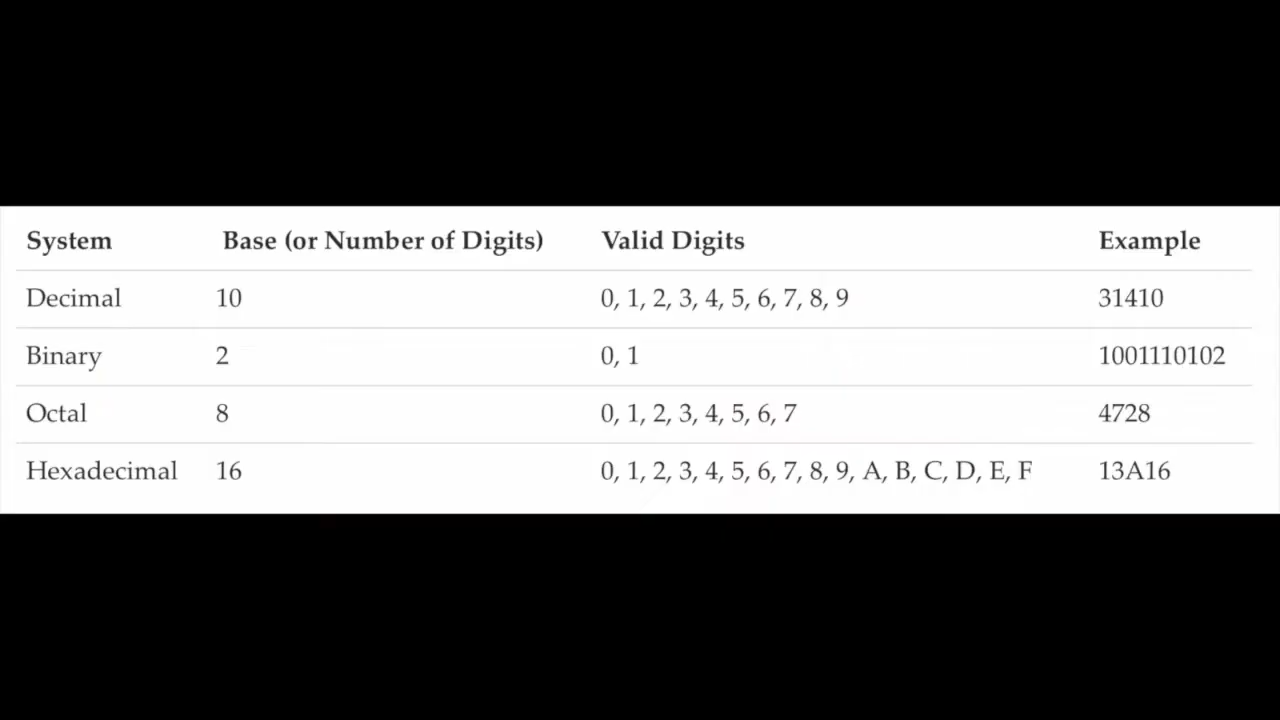 System Base (or Number of Digits) Valid Digits Example
Decimal 10 0, 1, 2, 3, 4, 5, 6, 7, 8, 9 31410
Binary 2 0, 1 1001110102
Octal 8 0, 1, 2, 3, 4, 5, 6, 7 4728
Hexadecimal 16 0, 1, 2, 3, 4, 5, 6, 7, 8, 9, A, B, C, D, E, F 13A16